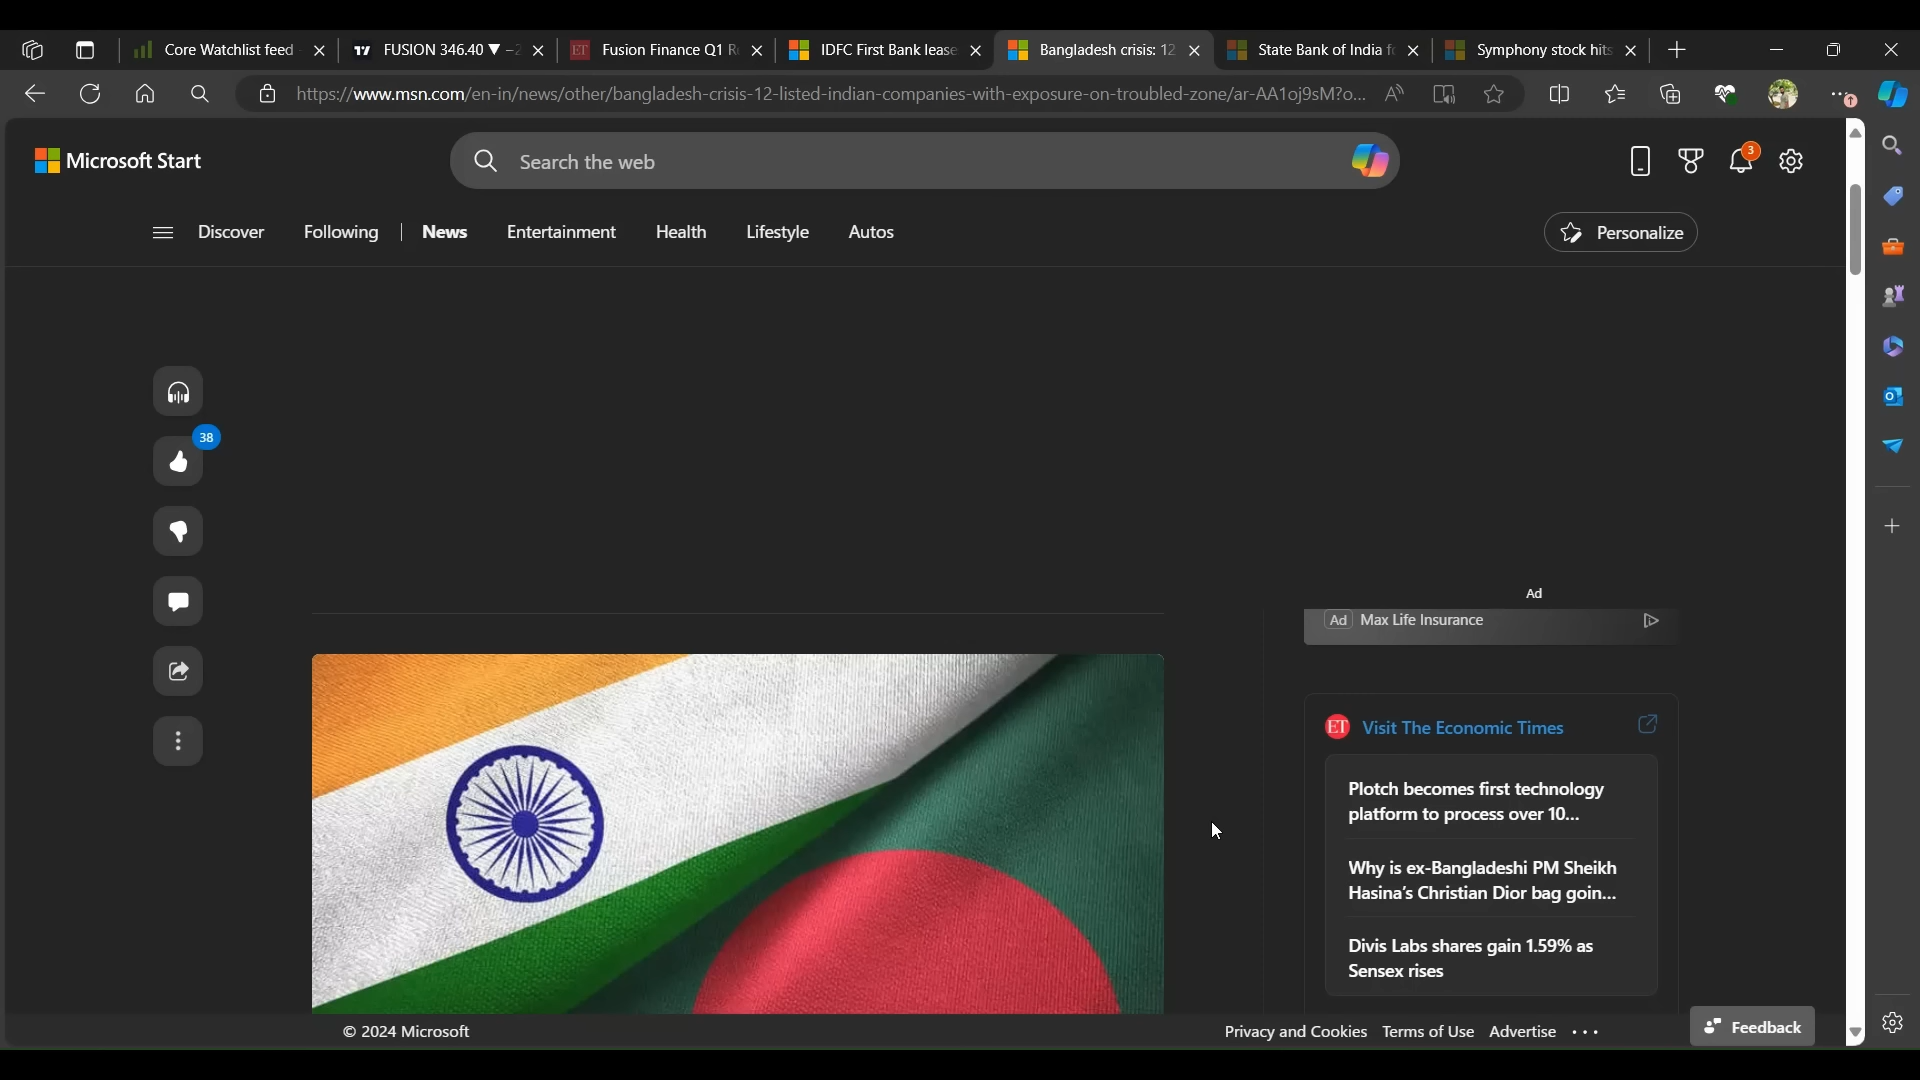 Core Watchlist feed
FUSION 346.40 ▼ −2
Fusion Finance Q1 R
IDFC First Bank lease
Bangladesh crisis: 12
State Bank of India f
Symphony stock hits
https://www.msn.com/en-in/news/other/bangladesh-crisis-12-listed-indian-companies-with-exposure-on-troubled-zone/ar-AA1oj9sM?o...
Microsoft Start
Search the web
3
Discover
Following
News
Entertainment
Health
Lifestyle
Autos
Personalize
38
Ad
Ad Max Life Insurance
ET Visit The Economic Times
Plotch becomes first technology
platform to process over 10...
Why is ex-Bangladeshi PM Sheikh
Hasina's Christian Dior bag goin...
Divis Labs shares gain 1.59% as
Sensex rises
© 2024 Microsoft
Privacy and Cookies
Terms of Use
Advertise
Feedback